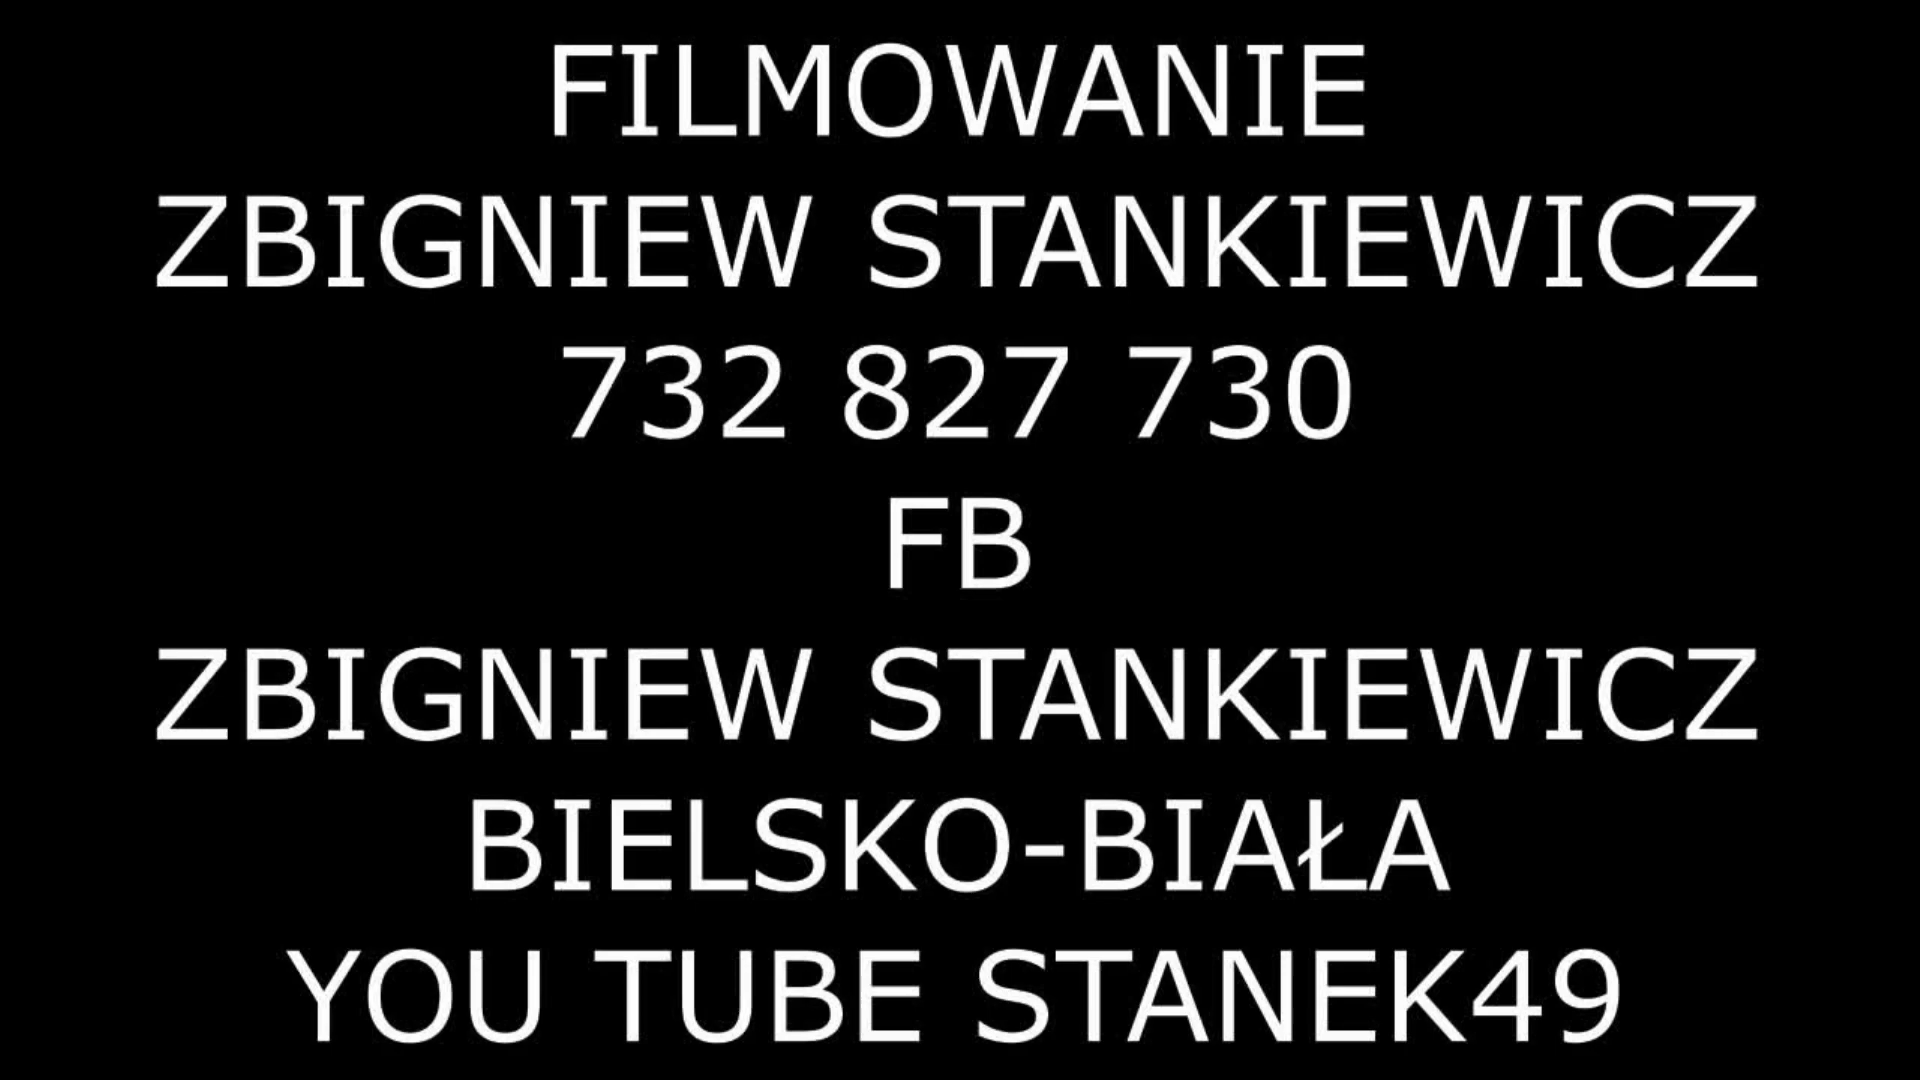 FILMOWANIE
ZBIGNIEW STANKIEWICZ
732 827 730
FB
ZBIGNIEW STANKIEWICZ
BIELSKO-BIAŁA
YOU TUBE STANEK49